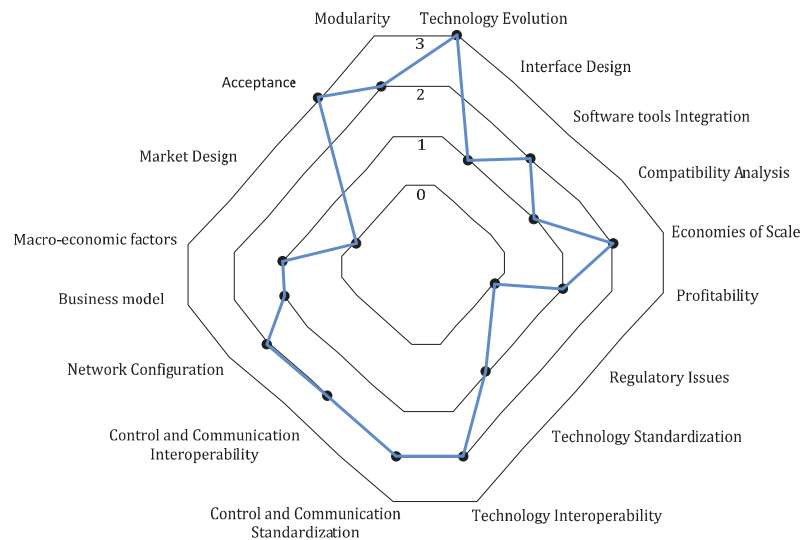 Modularity
Technology Evolution
3
Interface Design
Acceptance
2
Software tools Integration
1
Market Design
Compatibility Analysis
0
Economies of Scale
Macro-economic factors
Business model
Profitability
Network Configuration
Regulatory Issues
Control and Communication
Interoperability
Technology Standardization
Control and Communication
Standardization
Technology Interoperability